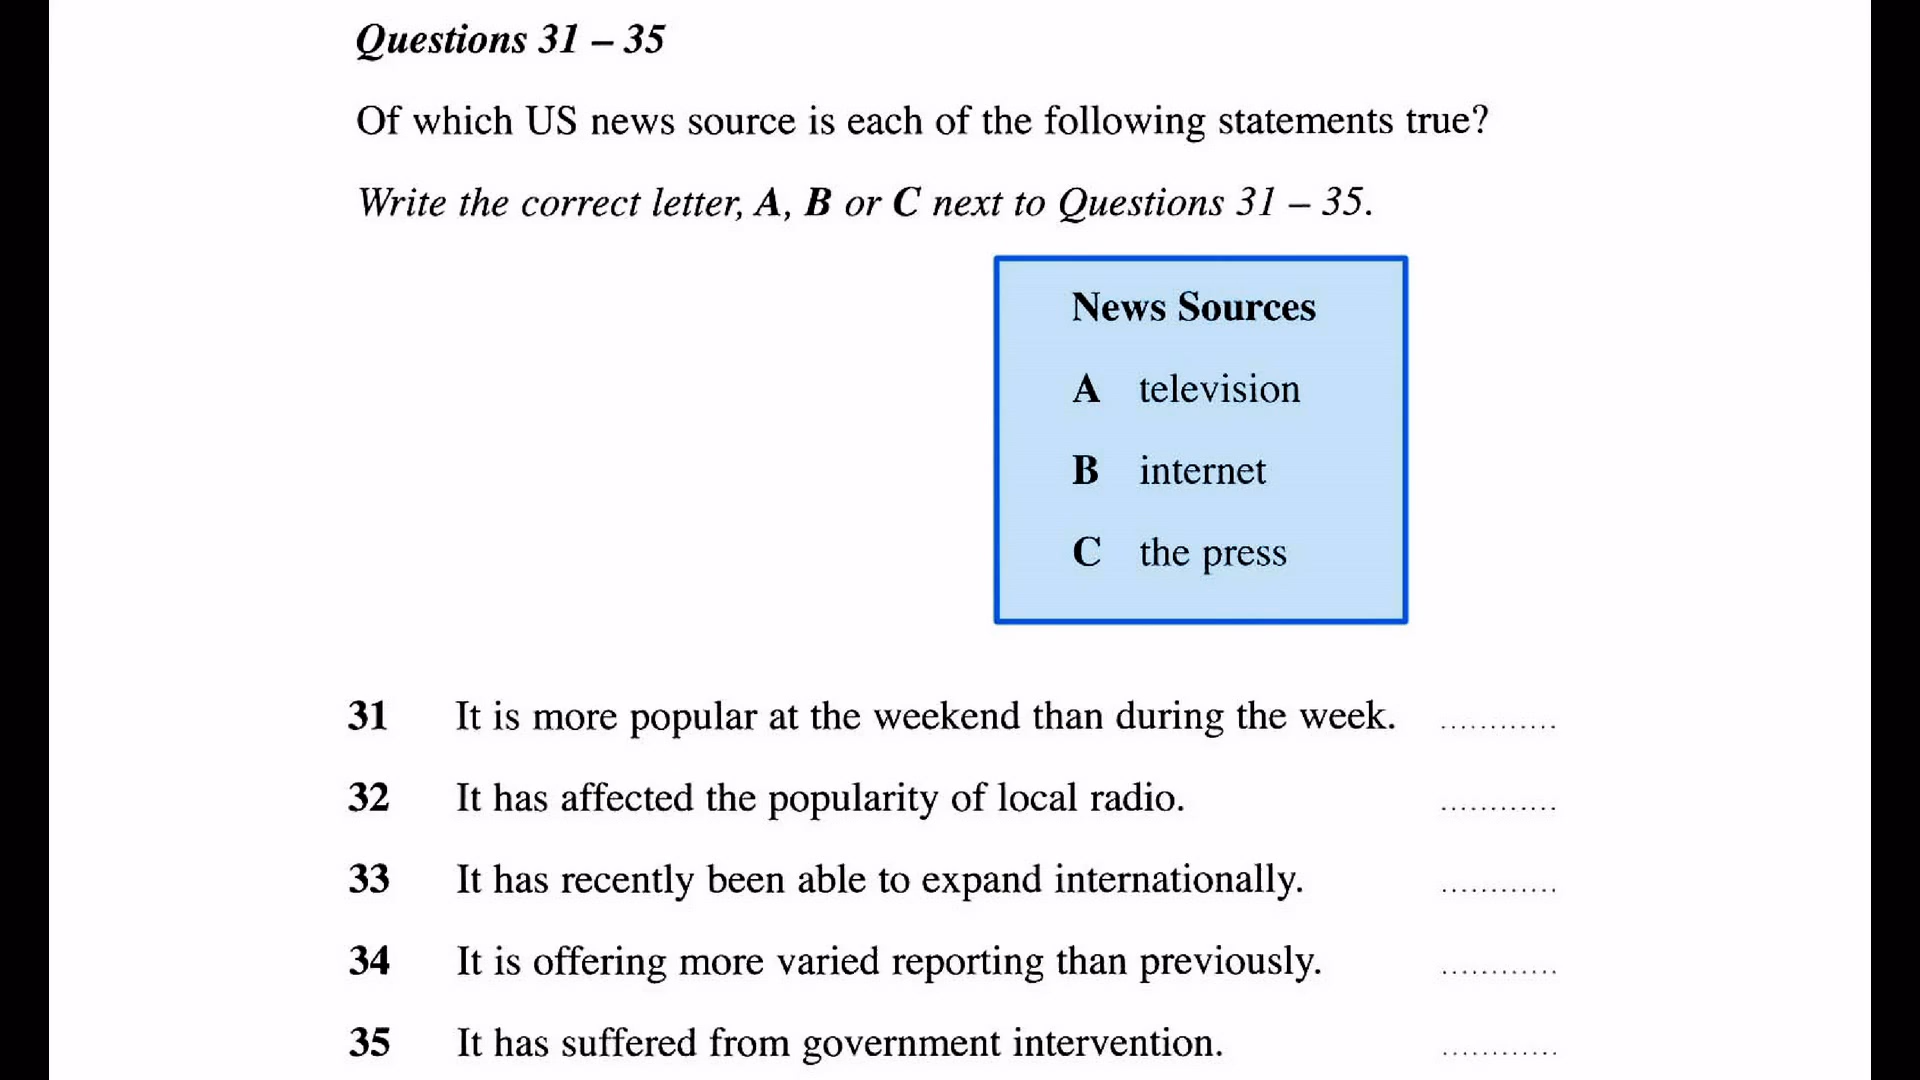 Questions 31 – 35
Of which US news source is each of the following statements true?
Write the correct letter, A, B or C next to Questions 31 – 35.
News Sources
A television
B internet
C the press
31 It is more popular at the weekend than during the week. ............
32 It has affected the popularity of local radio. ............
33 It has recently been able to expand internationally. ............
34 It is offering more varied reporting than previously. ............
35 It has suffered from government intervention. ............